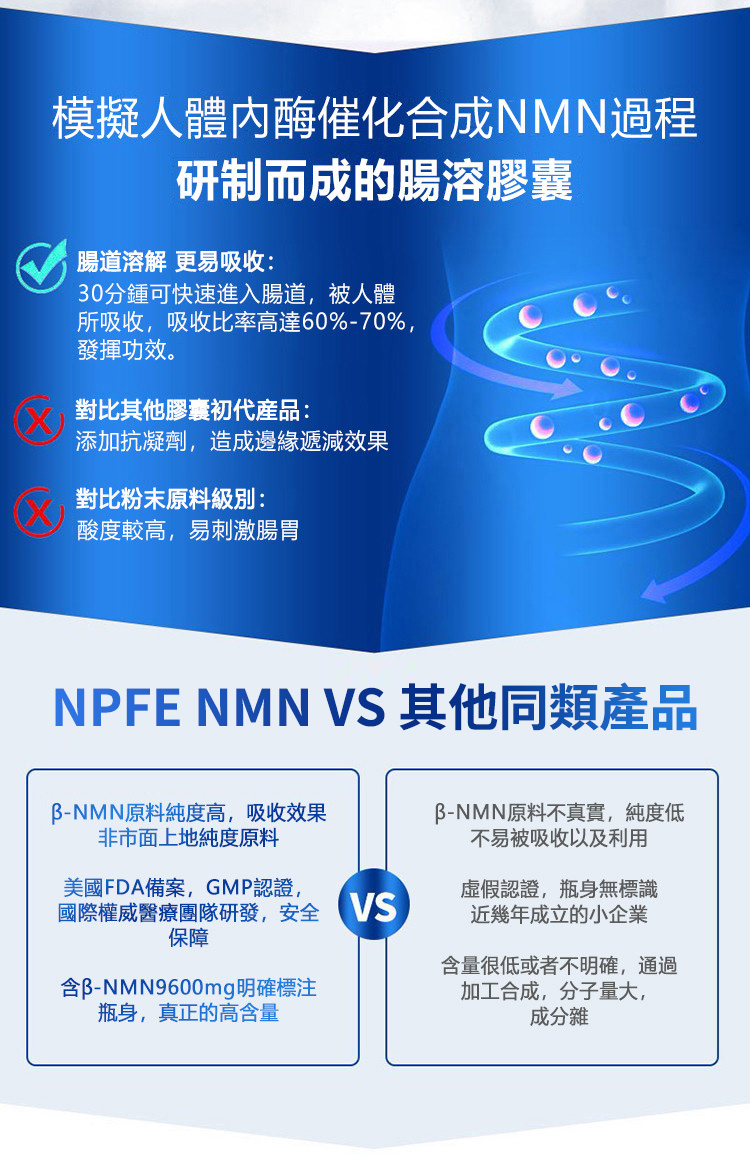 模擬人體內酶催化合成NMN過程
研制而成的腸溶膠囊
腸道溶解 更易吸收：
30分鍾可快速進入腸道，被人體
所吸收，吸收比率高達60%-70%，
發揮功效。
對比其他膠囊初代産品：
添加抗凝劑，造成邊緣遞減效果
對比粉末原料級別：
酸度較高，易刺激腸胃
NPFE NMN VS 其他同類產品
β-NMN原料純度高，吸收效果
非市面上地純度原料
美國FDA備案，GMP認證，
國際權威醫療團隊研發，安全
保障
含β-NMN9600mg明確標注
瓶身，真正的高含量
VS
β-NMN原料不真實，純度低
不易被吸收以及利用
虛假認證，瓶身無標識
近幾年成立的小企業
含量很低或者不明確，通過
加工合成，分子量大，
成分雜